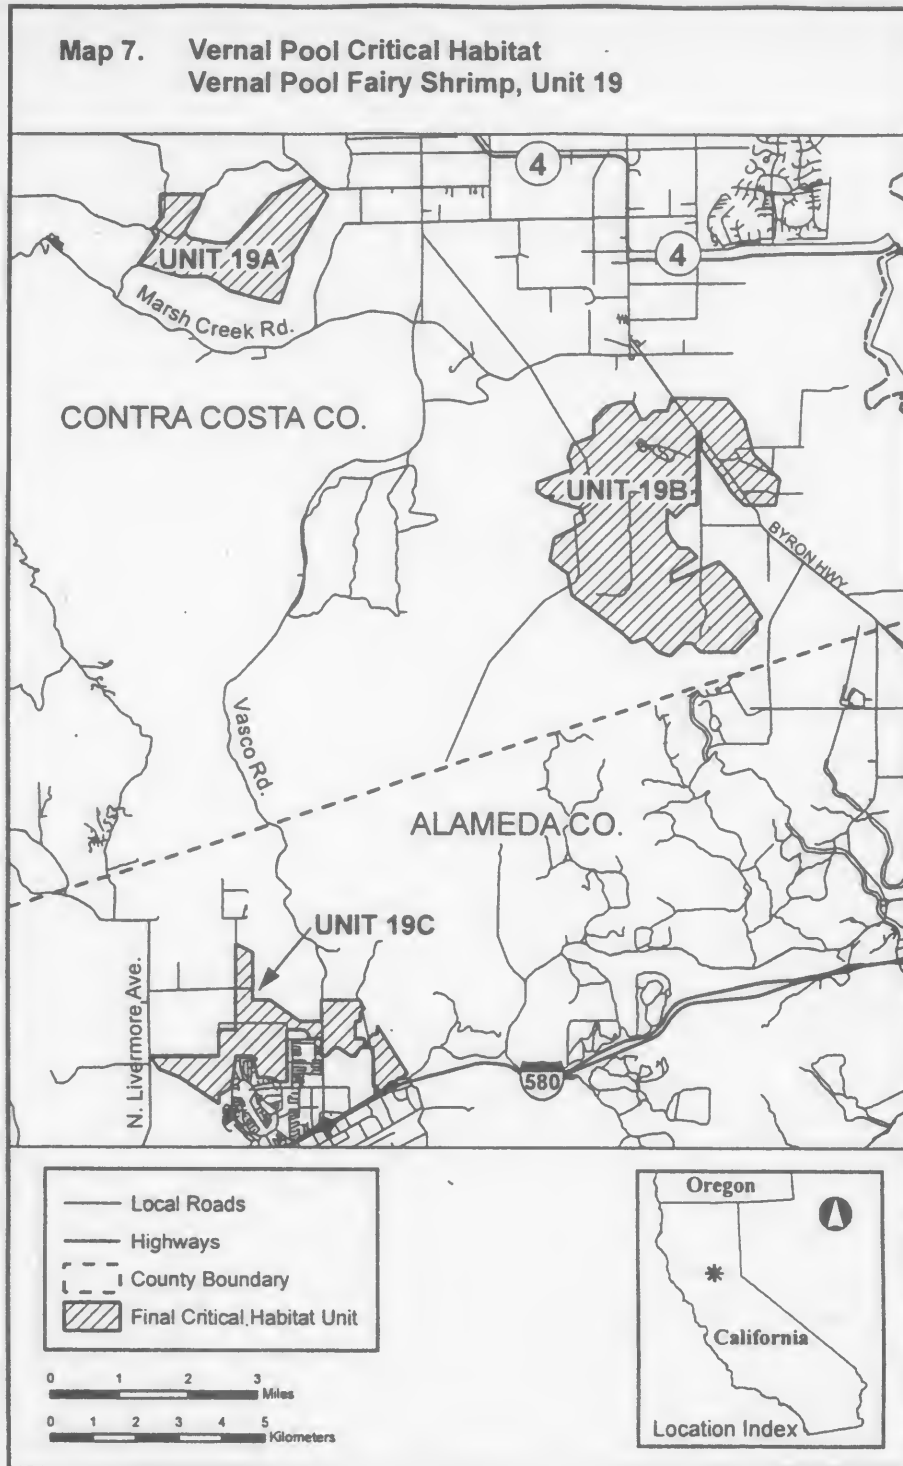 Map 7. Vernal Pool Critical Habitat
Vernal Pool Fairy Shrimp, Unit 19
4
4
UNIT 19A
Marsh Creek Rd.
CONTRA COSTA CO.
UNIT 19B
BYRON HWY
Vasco Rd.
ALAMEDA CO.
UNIT 19C
N. Livermore Ave.
580
Local Roads
Highways
County Boundary
Final Critical Habitat Unit
0 1 2 3
Miles
0 1 2 3 4 5
Kilometers
Oregon
California
Location Index